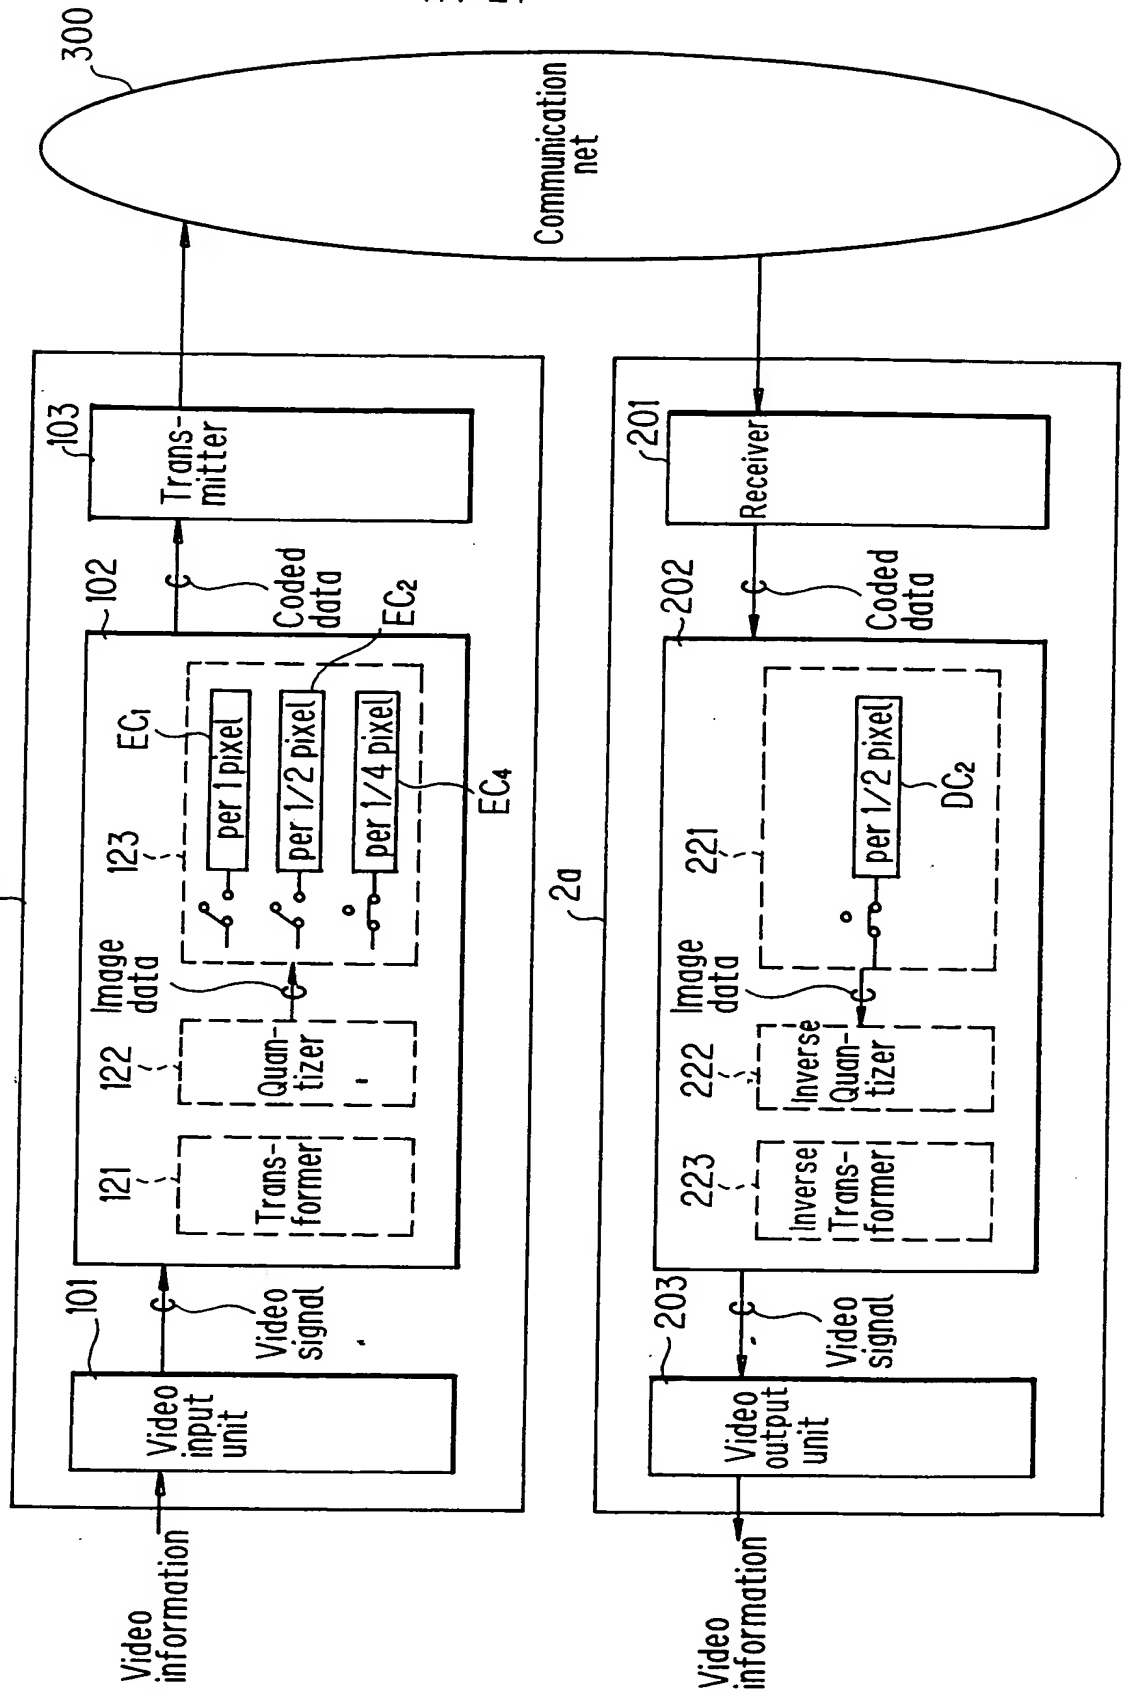 300
Communication
net
103
Trans-
mitter
102
Coded
data
EC2
EC1
123
per 1 pixel
per 1/2 pixel
per 1/4 pixel
EC4
Image
data
122
Quan-
tizer
121
Trans-
former
101
Video
signal
Video
input
unit
Video
information
2a
201
Receiver
202
Coded
data
221
per 1/2 pixel
DC2
Image
data
222
Inverse
Quan-
tizer
223
Inverse
Trans-
former
203
Video
signal
Video
output
unit
Video
information